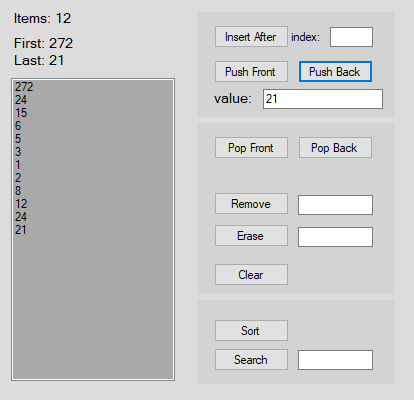 Items: 12
First: 272
Last: 21
272
24
15
6
5
3
1
2
8
12
24
21
Insert After index:
Push Front Push Back
value: 21
Pop Front Pop Back
Remove
Erase
Clear
Sort
Search